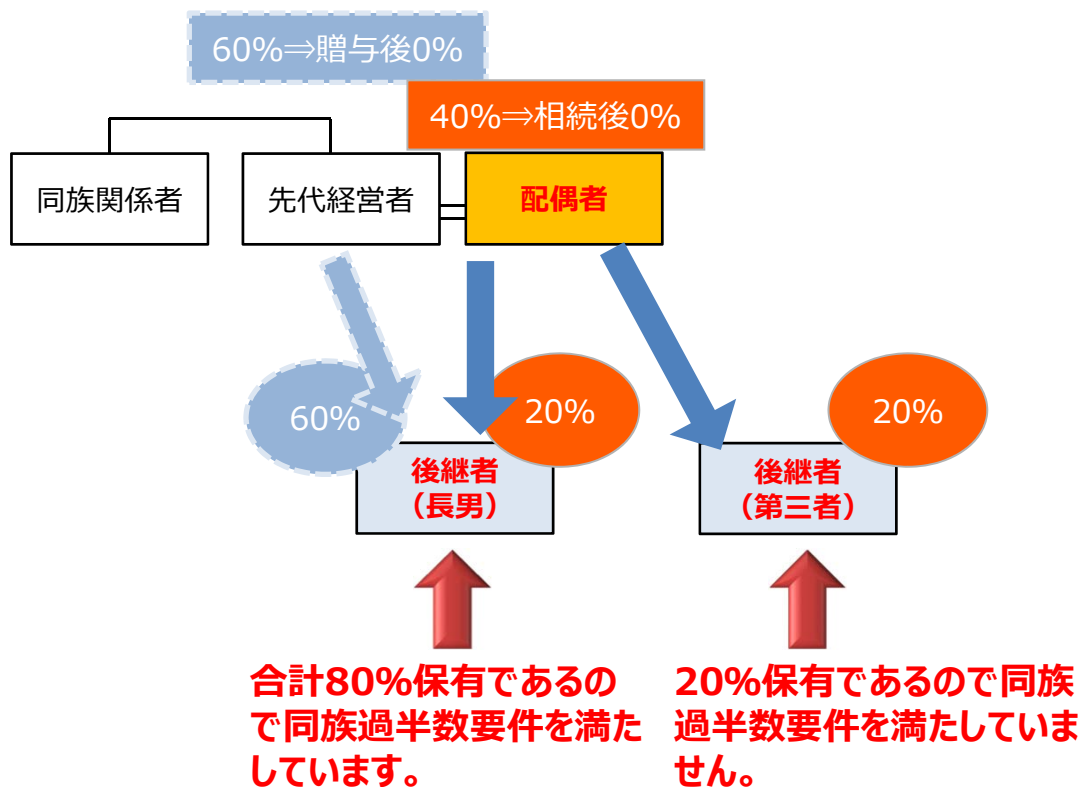 60%⇒贈与後0%
40%⇒相続後0%
同族関係者
先代経営者
配偶者
60%
20%
20%
後継者
（長男）
後継者
（第三者）
合計80%保有であるの
で同族過半数要件を満た
しています。
20%保有であるので同族
過半数要件を満たしていま
せん。